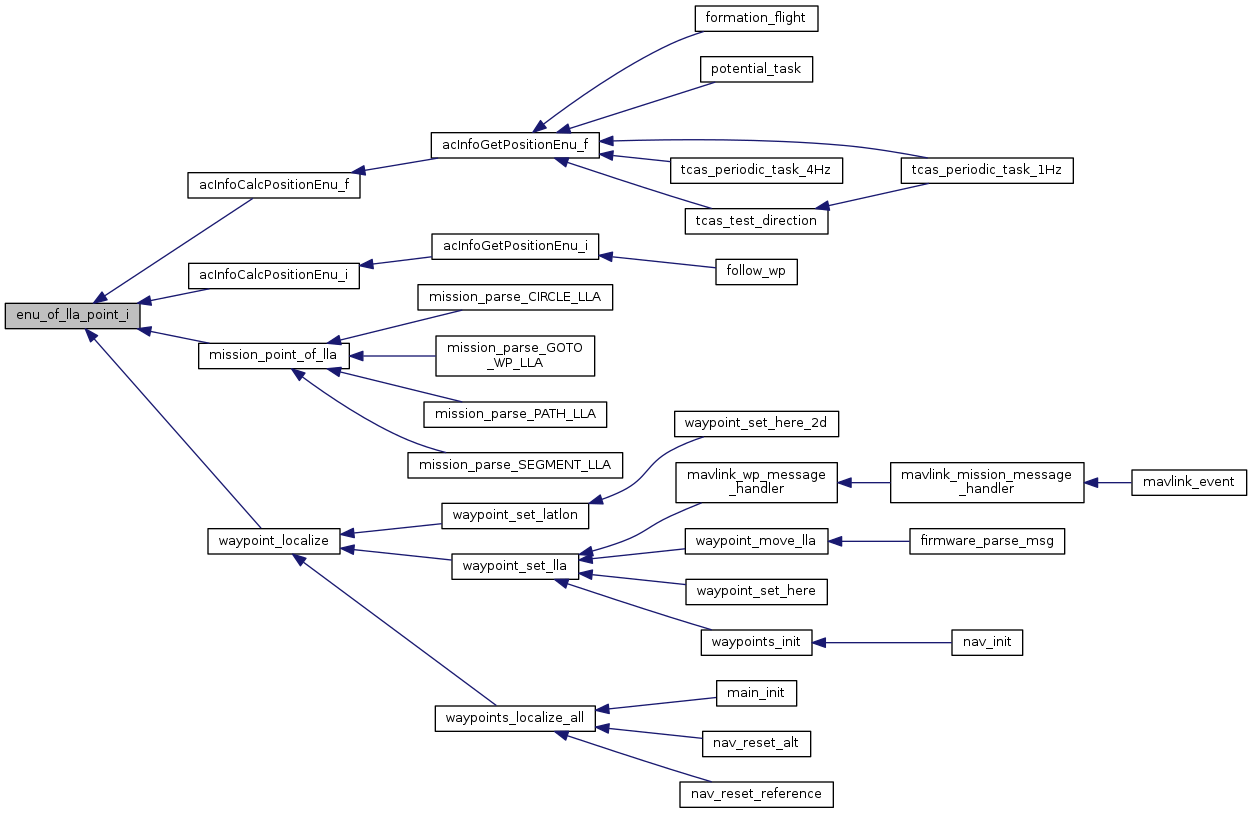 formation_flight
potential_task
acInfoGetPositionEnu_f
tcas_periodic_task_4Hz
tcas_periodic_task_1Hz
acInfoCalcPositionEnu_f
tcas_test_direction
acInfoGetPositionEnu_i
acInfoCalcPositionEnu_i
follow_wp
mission_parse_CIRCLE_LLA
enu_of_lla_point_i
mission_point_of_lla
mission_parse_GOTO
_WP_LLA
mission_parse_PATH_LLA
waypoint_set_here_2d
mission_parse_SEGMENT_LLA
mavlink_wp_message
_handler
mavlink_mission_message
_handler
mavlink_event
waypoint_set_latlon
waypoint_localize
waypoint_move_lla
firmware_parse_msg
waypoint_set_lla
waypoint_set_here
waypoints_init
nav_init
main_init
waypoints_localize_all
nav_reset_alt
nav_reset_reference